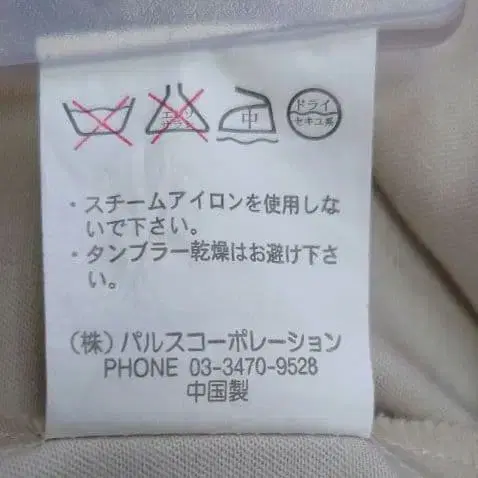 エンソ
サラシ
中
ドライ
セキユ系
・スチームアイロンを使用しな
いで下さい。
・タンブラー乾燥はお避け下さ
い。
(株)パルスコーポレーション
PHONE 03-3470-9528
中国製